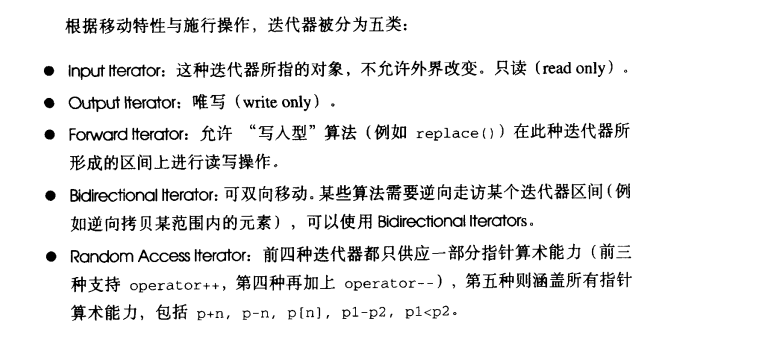 根据移动特性与施行操作，迭代器被分为五类：
● Input Iterator：这种迭代器所指的对象，不允许外界改变。只读（read only）。
● Output Iterator：唯写（write only）。
● Forward Iterator：允许 “写入型”算法（例如 replace()）在此种迭代器所
形成的区间上进行读写操作。
● Bidirectional Iterator：可双向移动。某些算法需要逆向走访某个迭代器区间（例
如逆向拷贝某范围内的元素），可以使用 Bidirectional Iterators。
● Random Access Iterator：前四种迭代器都只供应一部分指针算术能力（前三
种支持 operator++，第四种再加上 operator--），第五种则涵盖所有指针
算术能力，包括 p+n, p-n, p[n], p1-p2, p1<p2。